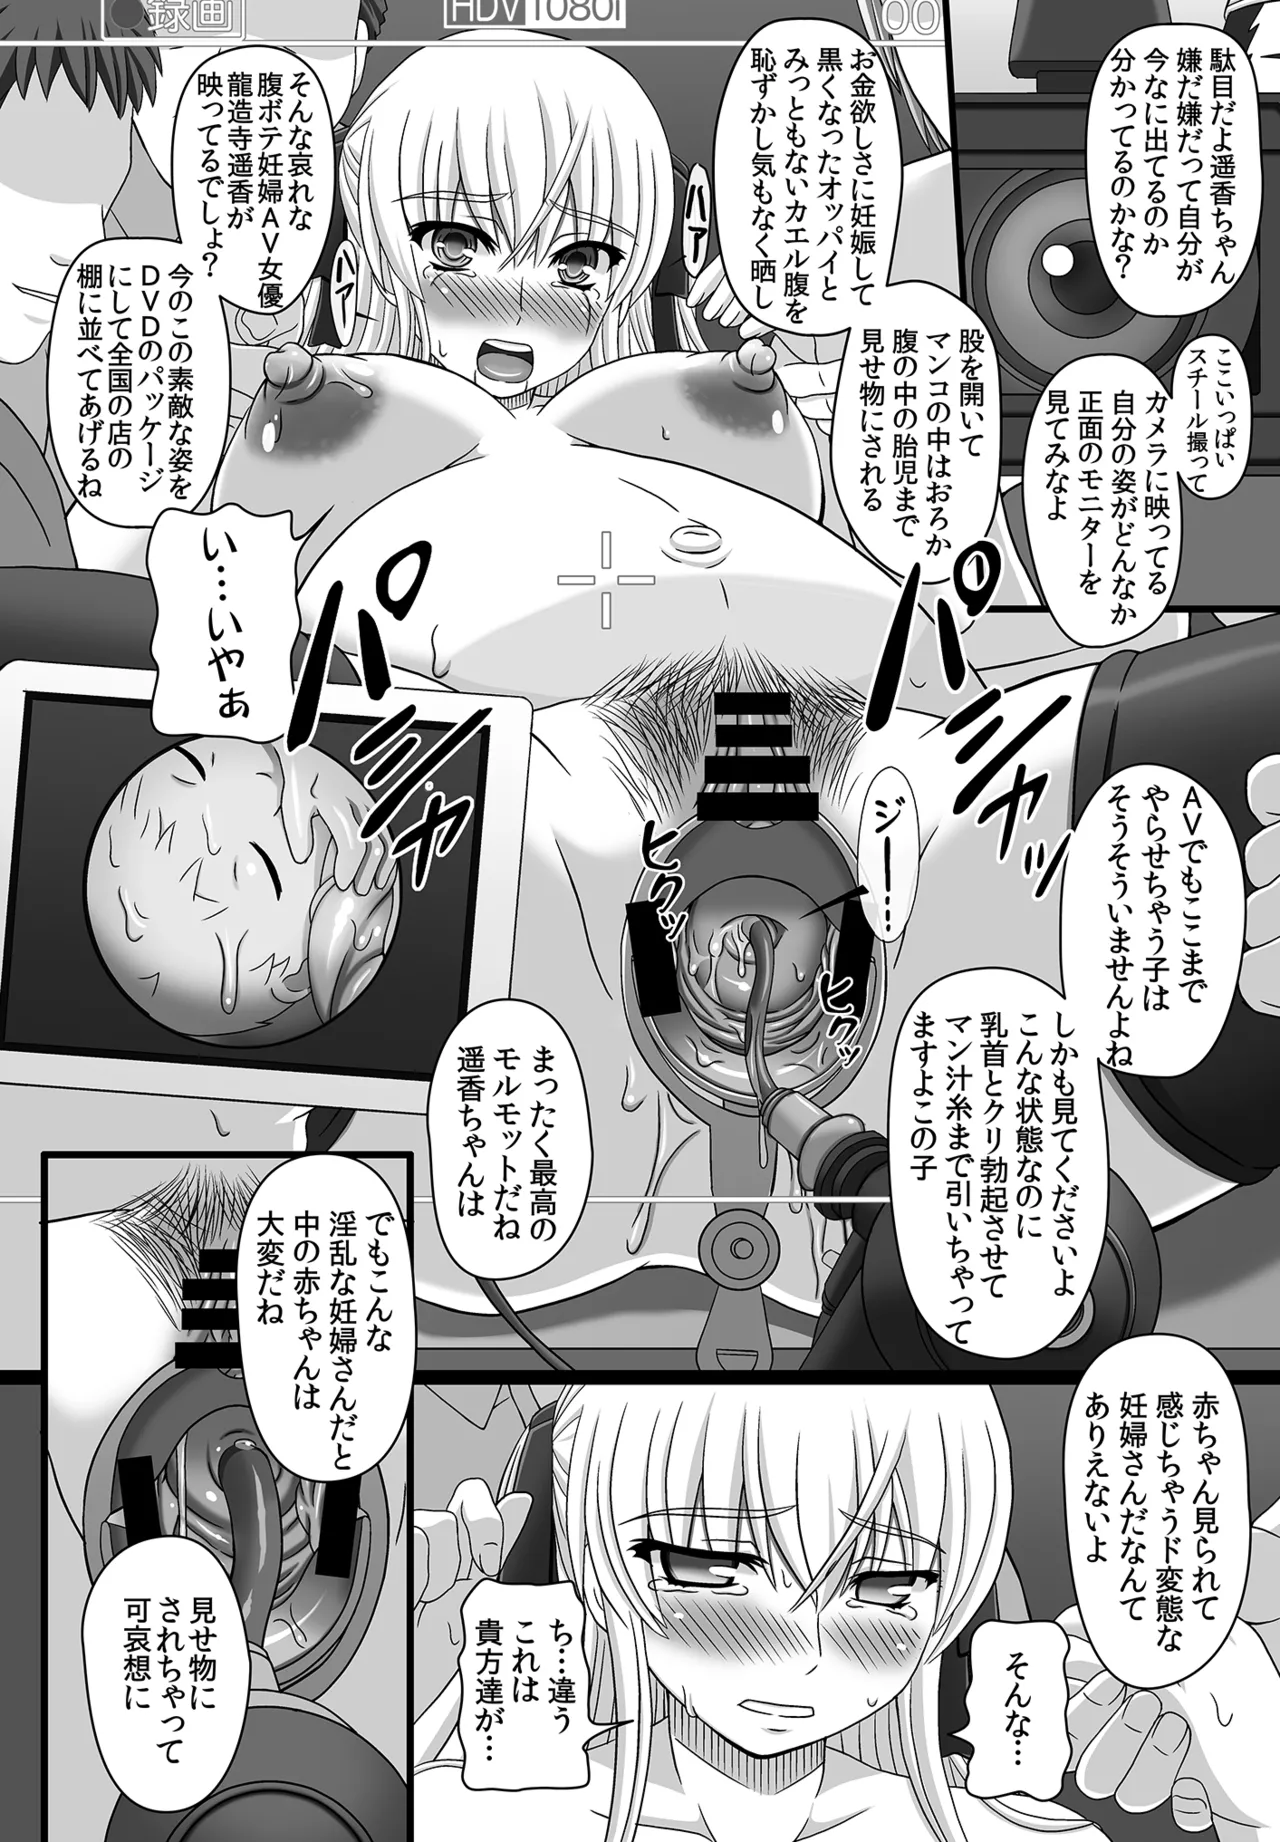 ●録画
HDV1080i
00
駄目だよ遥香ちゃん
嫌だ嫌だって自分が
今なに出てるのか
分かってるのかな?
ここいっぱい
スチール撮って
カメラに映ってる
自分の姿がどんなか
正面のモニターを
見てみなよ
お金欲しさに妊娠して
黒くなったオッパイと
みっともないカエル腹を
恥ずかし気もなく晒し
股を開いて
マンコの中はおろか
腹の中の胎児まで
見せ物にされる
そんな哀れな
腹ボテ妊婦AV女優
龍造寺遥香が
映ってるでしょ?
今のこの素敵な姿を
DVDのパッケージ
にして全国の店の
棚に並べてあげるね
ハァ
ハァ
い…いやぁ
パシャッ
パシャッ
ジー…
ヒクッ
ヒクッ
AVでもここまで
やらせちゃう子は
そうそういませんよね
しかも見てくださいよ
こんな状態なのに
乳首とクリ勃起させて
マン汁糸まで引いちゃって
ますよこの子
まったく最高の
モルモットだね
遥香ちゃんは
赤ちゃん見られて
感じちゃうド変態な
妊婦さんだなんて
ありえないよ
そんな…
ち…違う
これは
貴方達が…
でもこんな
淫乱な妊婦さんだと
中の赤ちゃんは
大変だね
見せ物に
されちゃって
可哀想に